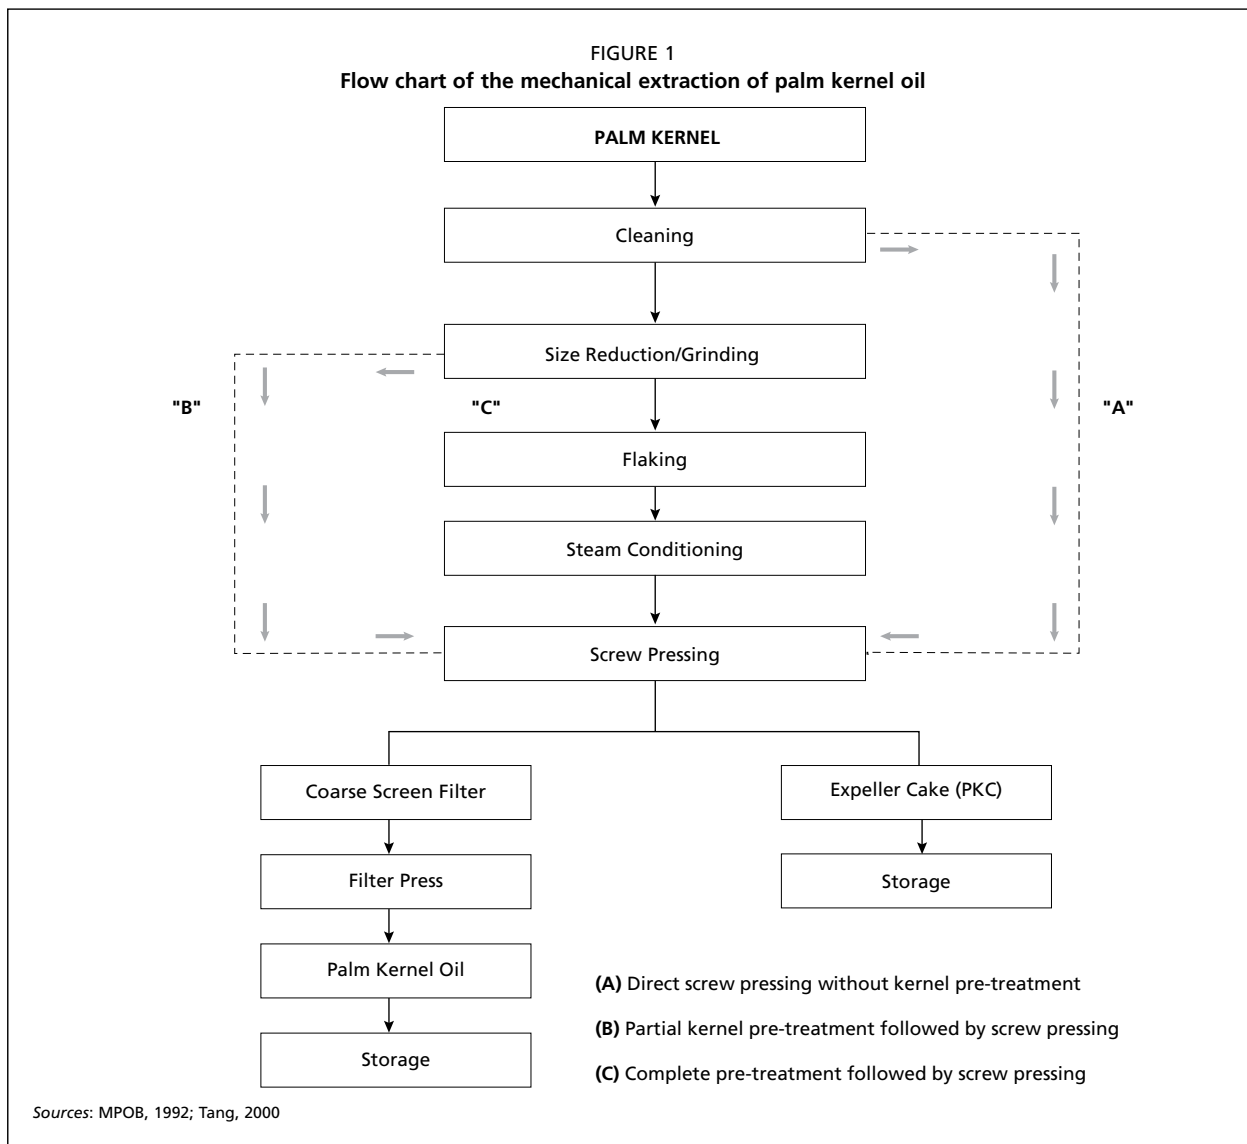 FIGURE 1
Flow chart of the mechanical extraction of palm kernel oil
PALM KERNEL
Cleaning
Size Reduction/Grinding
"B"
"C"
"A"
Flaking
Steam Conditioning
Screw Pressing
Coarse Screen Filter
Expeller Cake (PKC)
Filter Press
Storage
Palm Kernel Oil
Storage
(A) Direct screw pressing without kernel pre-treatment
(B) Partial kernel pre-treatment followed by screw pressing
(C) Complete pre-treatment followed by screw pressing
Sources: MPOB, 1992; Tang, 2000